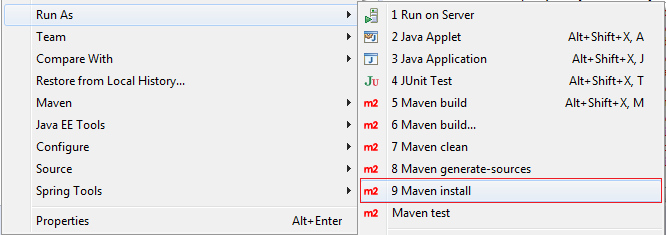 Run As
Team
Compare With
Restore from Local History...
Maven
Java EE Tools
Configure
Source
Spring Tools
Properties Alt+Enter
1 Run on Server
2 Java Applet Alt+Shift+X, A
3 Java Application Alt+Shift+X, J
Ju 4 JUnit Test Alt+Shift+X, T
m2 5 Maven build Alt+Shift+X, M
m2 6 Maven build...
m2 7 Maven clean
m2 8 Maven generate-sources
m2 9 Maven install
m2 Maven test